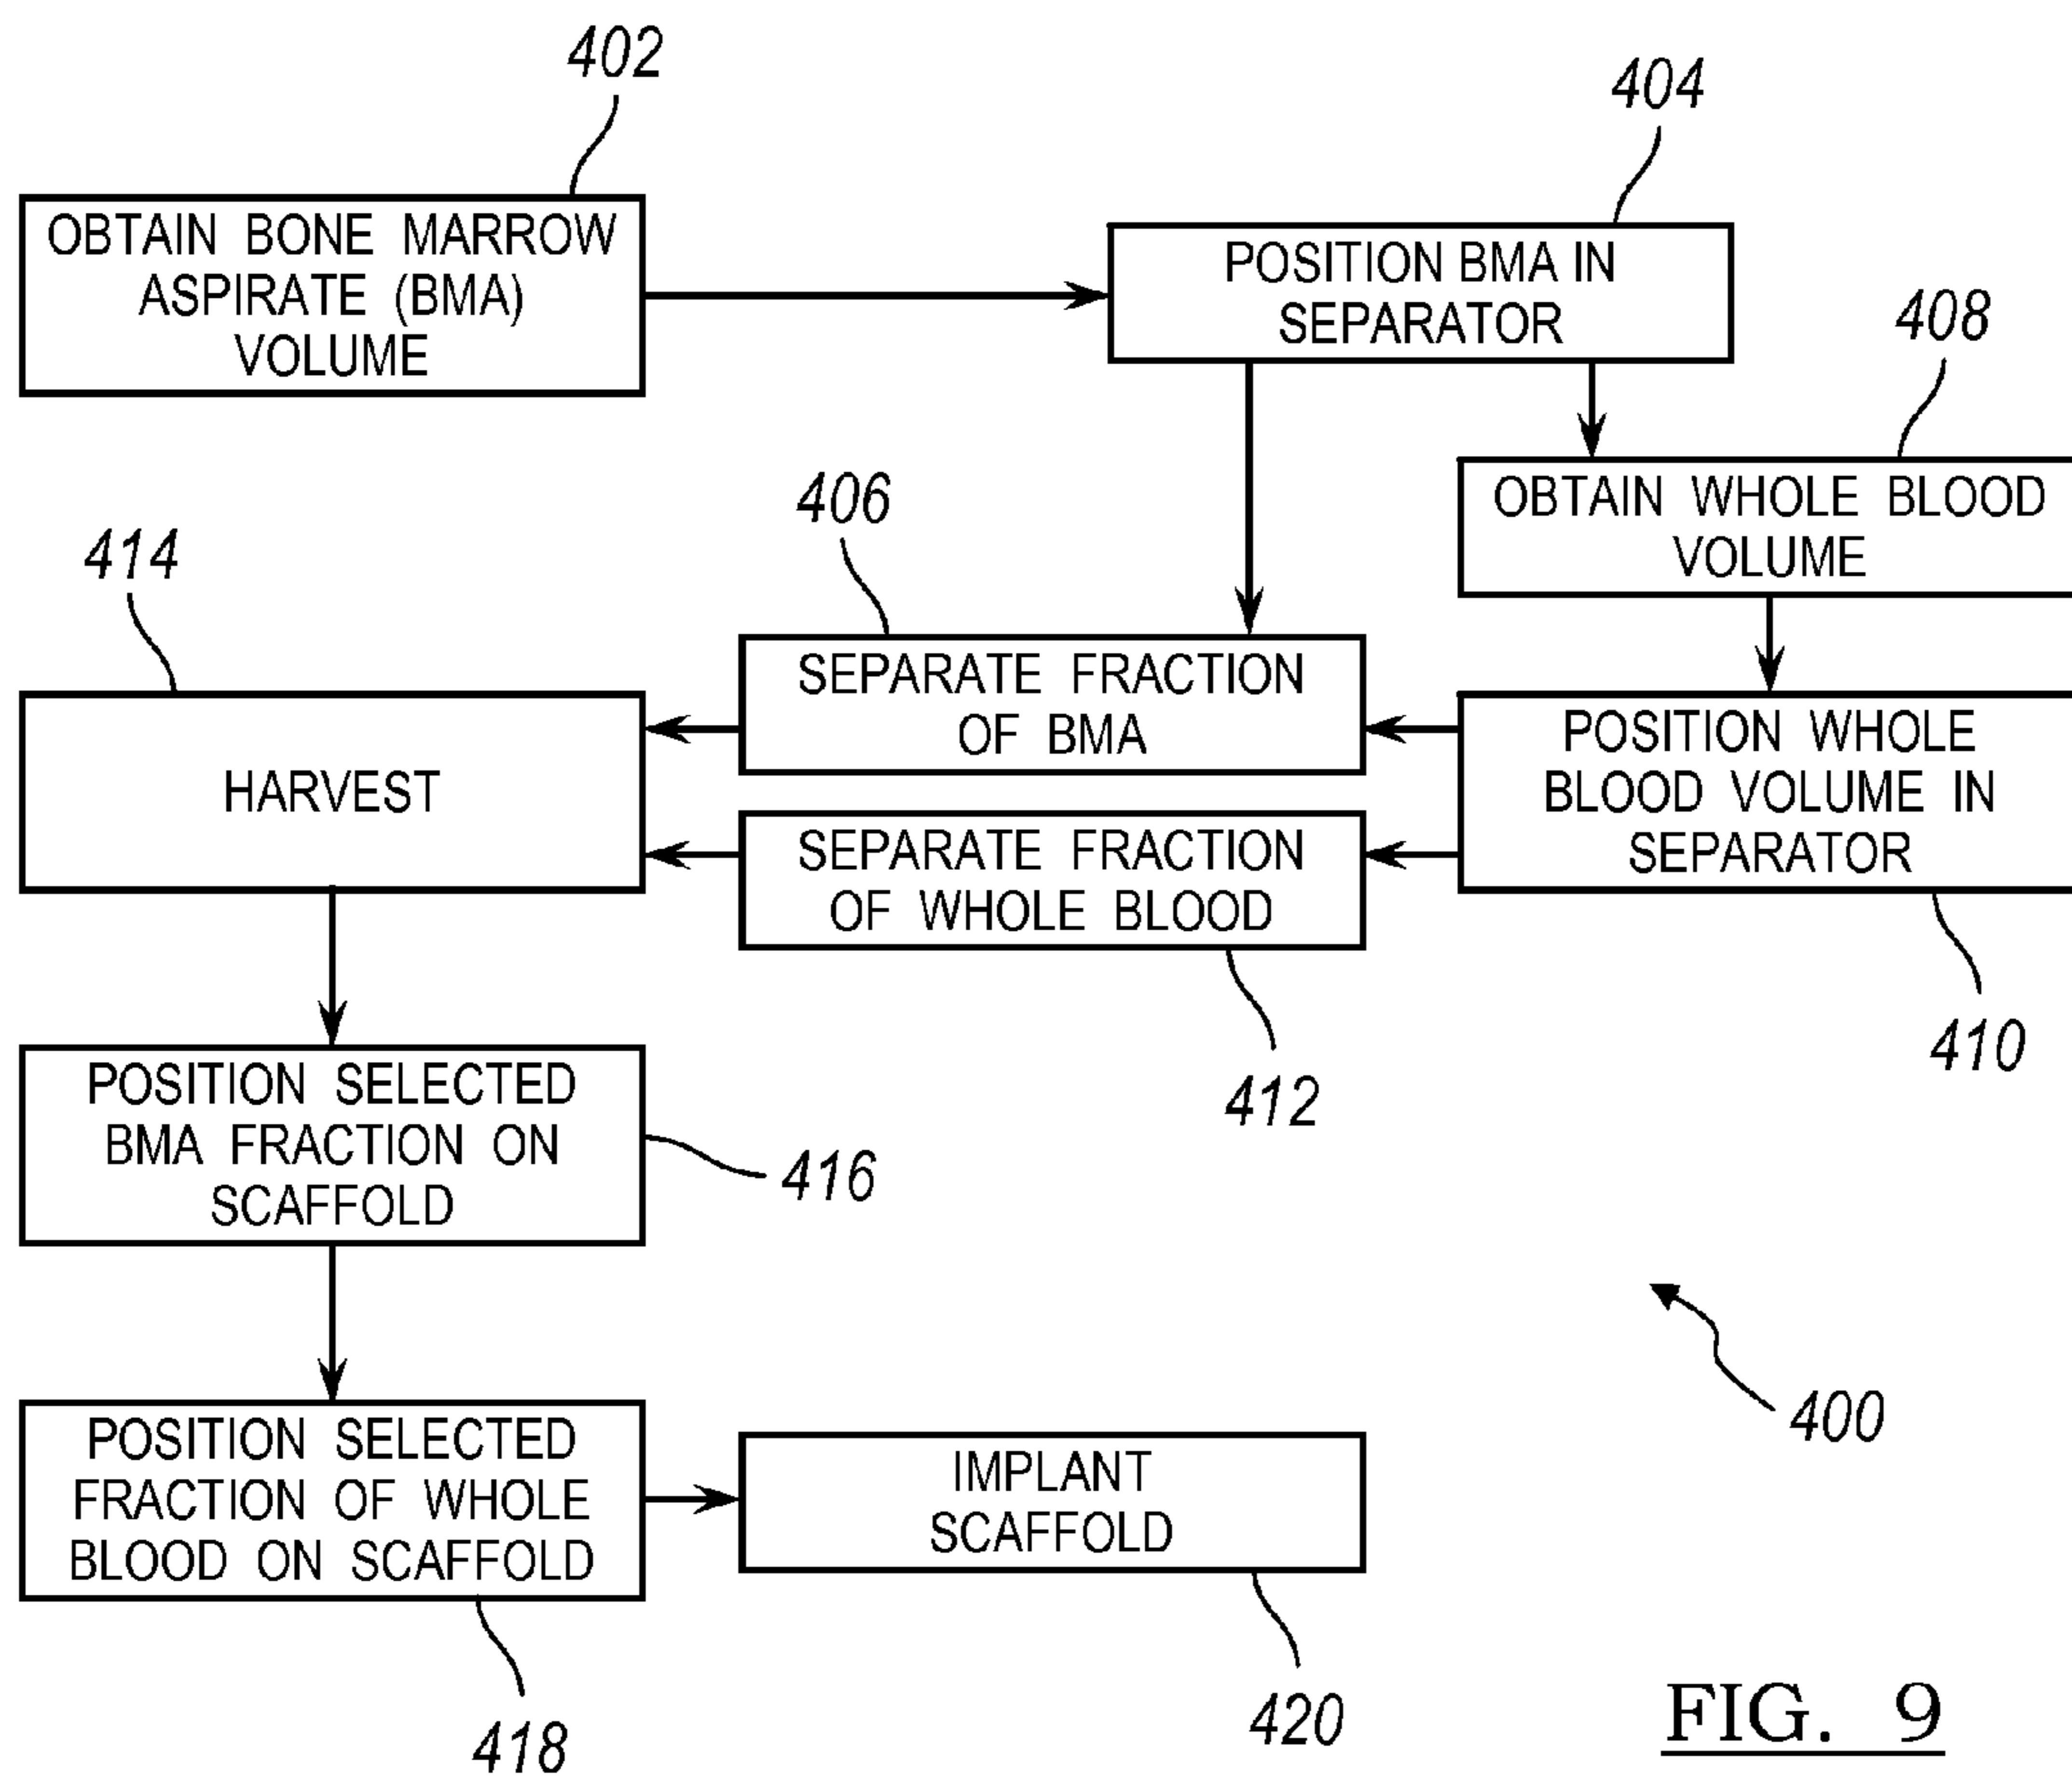 402
OBTAIN BONE MARROW
ASPIRATE (BMA)
VOLUME
404
POSITION BMA IN
SEPARATOR
408
OBTAIN WHOLE BLOOD
VOLUME
406
SEPARATE FRACTION
OF BMA
414
HARVEST
POSITION WHOLE
BLOOD VOLUME IN
SEPARATOR
410
SEPARATE FRACTION
OF WHOLE BLOOD
412
POSITION SELECTED
BMA FRACTION ON
SCAFFOLD
416
POSITION SELECTED
FRACTION OF WHOLE
BLOOD ON SCAFFOLD
418
IMPLANT
SCAFFOLD
420
400
FIG. 9